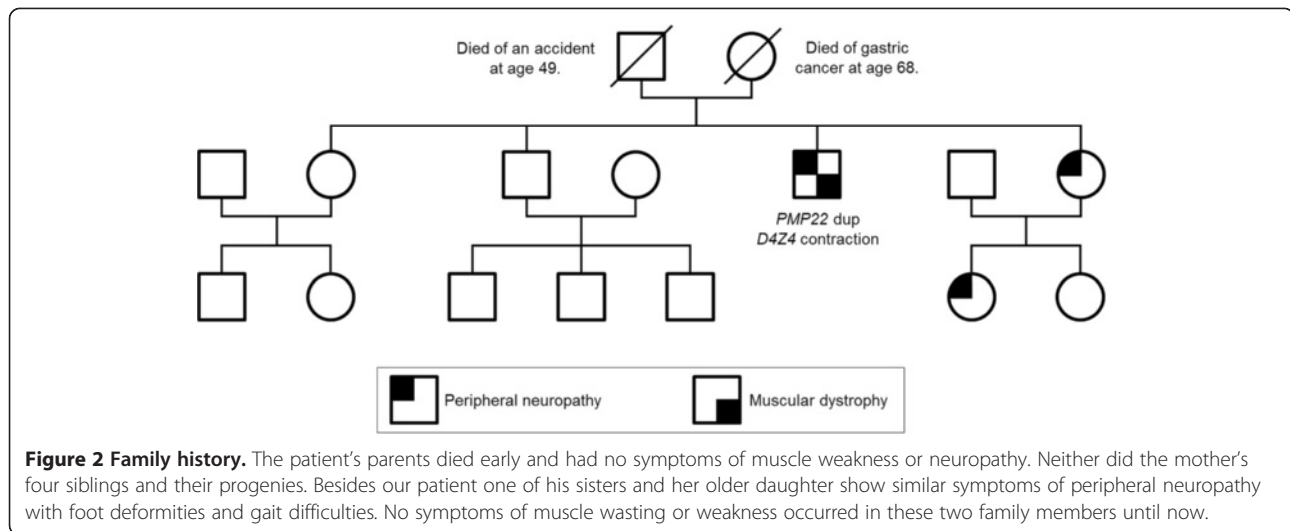 Died of an accident
at age 49.
Died of gastric
cancer at age 68.
PMP22 dup
D4Z4 contraction
Peripheral neuropathy
Muscular dystrophy
Figure 2 Family history. The patient's parents died early and had no symptoms of muscle weakness or neuropathy. Neither did the mother's
four siblings and their progenies. Besides our patient one of his sisters and her older daughter show similar symptoms of peripheral neuropathy
with foot deformities and gait difficulties. No symptoms of muscle wasting or weakness occurred in these two family members until now.